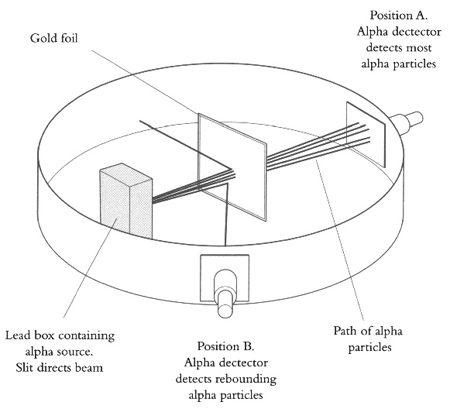 Position A.
Alpha dectector
detects most
alpha particles
Gold foil
Lead box containing
alpha source.
Slit directs beam
Position B.
Alpha dectector
detects rebounding
alpha particles
Path of alpha
particles